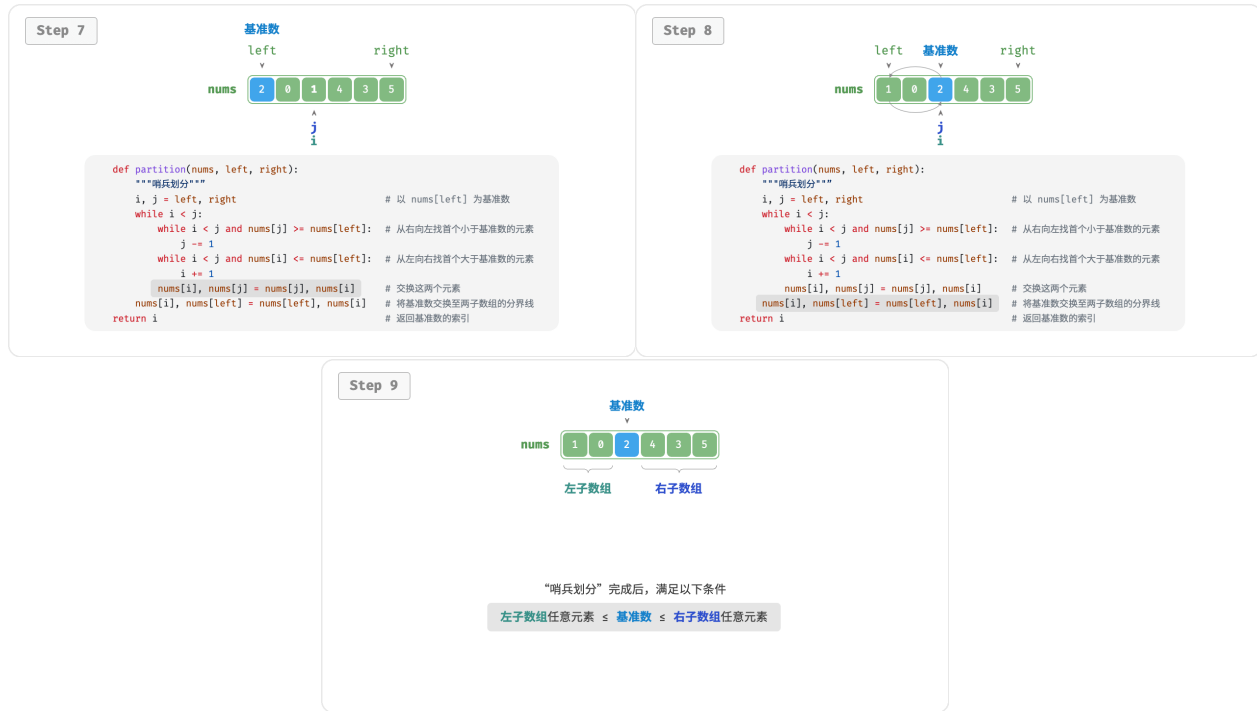 Step 7
基准数
left right
nums 2 0 1 4 3 5
j
i
def partition(nums, left, right):
"""哨兵划分"""
i, j = left, right # 以 nums[left] 为基准数
while i < j:
while i < j and nums[j] >= nums[left]: # 从右向左找首个小于基准数的元素
j -= 1
while i < j and nums[i] <= nums[left]: # 从左向右找首个大于基准数的元素
i += 1
nums[i], nums[j] = nums[j], nums[i] # 交换这两个元素
nums[i], nums[left] = nums[left], nums[i] # 将基准数交换至两子数组的分界线
return i # 返回基准数的索引
Step 8
left 基准数 right
nums 1 0 2 4 3 5
j
i
def partition(nums, left, right):
"""哨兵划分"""
i, j = left, right # 以 nums[left] 为基准数
while i < j:
while i < j and nums[j] >= nums[left]: # 从右向左找首个小于基准数的元素
j -= 1
while i < j and nums[i] <= nums[left]: # 从左向右找首个大于基准数的元素
i += 1
nums[i], nums[j] = nums[j], nums[i] # 交换这两个元素
nums[i], nums[left] = nums[left], nums[i] # 将基准数交换至两子数组的分界线
return i # 返回基准数的索引
Step 9
基准数
nums 1 0 2 4 3 5
左子数组 右子数组
“哨兵划分”完成后，满足以下条件
左子数组任意元素 ≤ 基准数 ≤ 右子数组任意元素